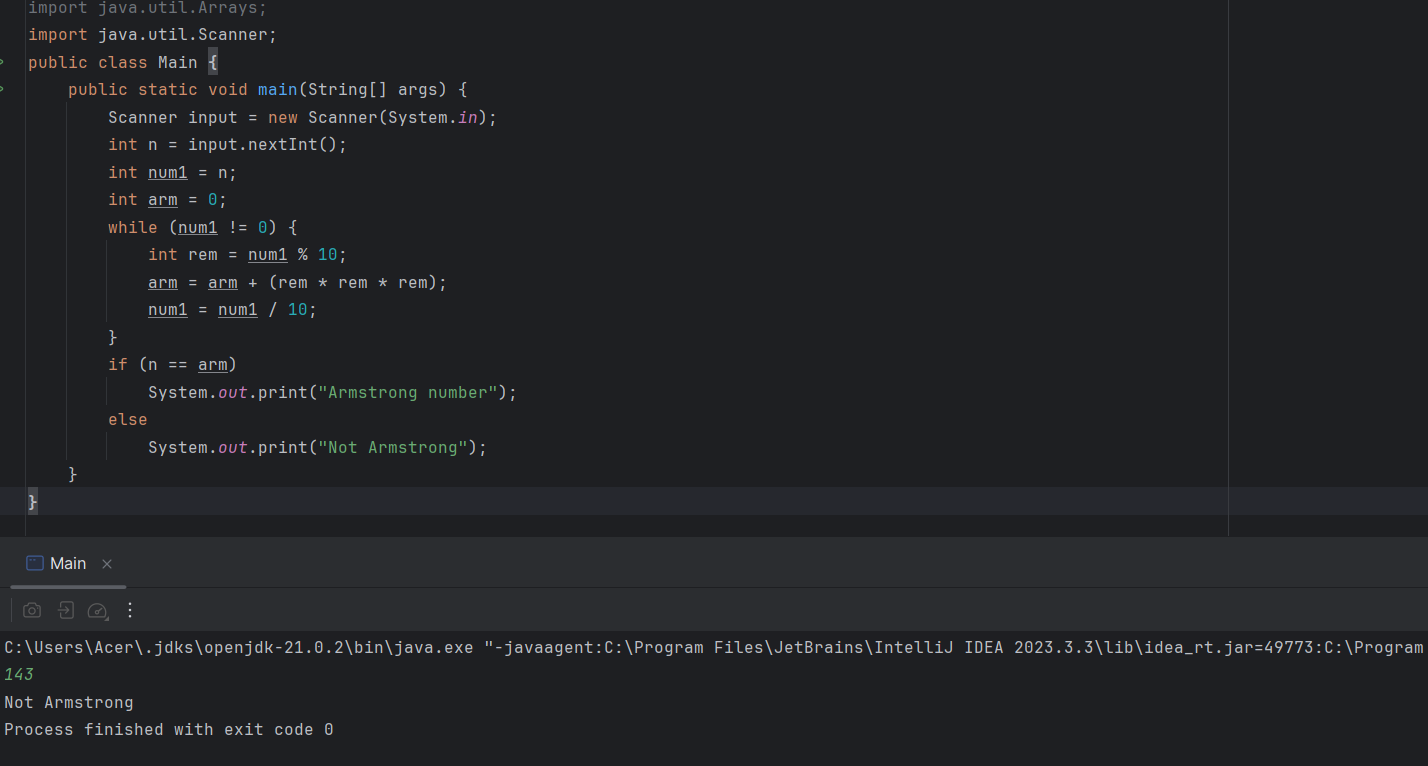 import java.util.Arrays;
import java.util.Scanner;
public class Main {
    public static void main(String[] args) {
        Scanner input = new Scanner(System.in);
        int n = input.nextInt();
        int num1 = n;
        int arm = 0;
        while (num1 != 0) {
            int rem = num1 % 10;
            arm = arm + (rem * rem * rem);
            num1 = num1 / 10;
        }
        if (n == arm)
            System.out.print("Armstrong number");
        else
            System.out.print("Not Armstrong");
    }
}
Main
C:\Users\Acer\.jdks\openjdk-21.0.2\bin\java.exe "-javaagent:C:\Program Files\JetBrains\IntelliJ IDEA 2023.3.3\lib\idea_rt.jar=49773:C:\Program
143
Not Armstrong
Process finished with exit code 0